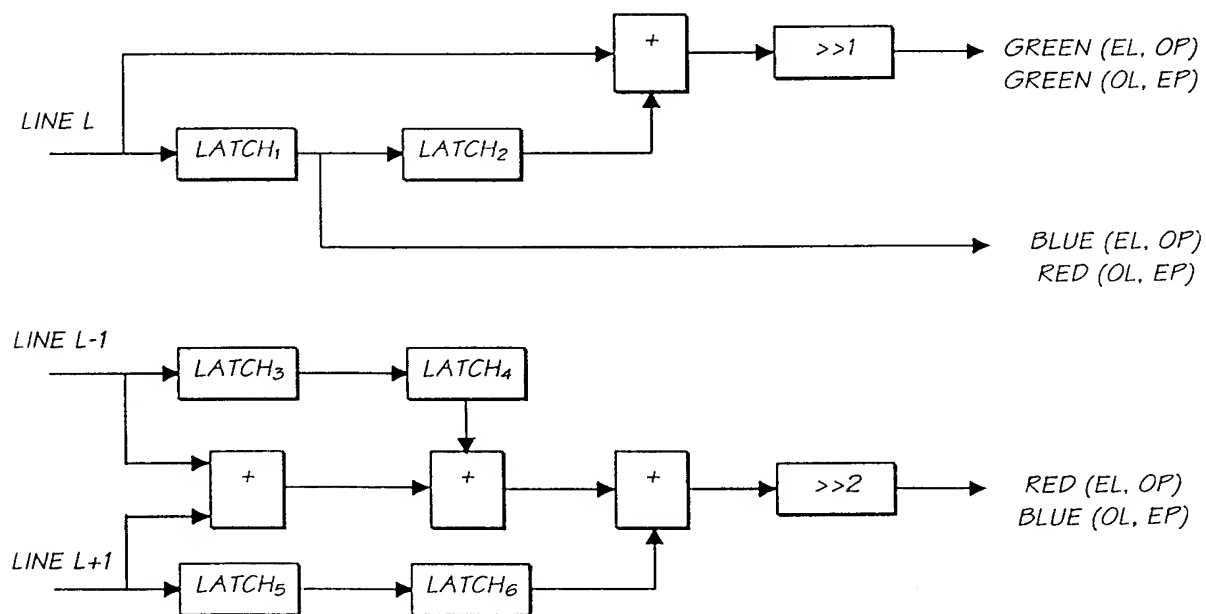 +
>>1
GREEN (EL, OP)
GREEN (OL, EP)
LINE L
LATCH₁
LATCH₂
BLUE (EL, OP)
RED (OL, EP)
LINE L-1
LATCH₃
LATCH₄
+
+
+
>>2
RED (EL, OP)
BLUE (OL, EP)
LINE L+1
LATCH₅
LATCH₆